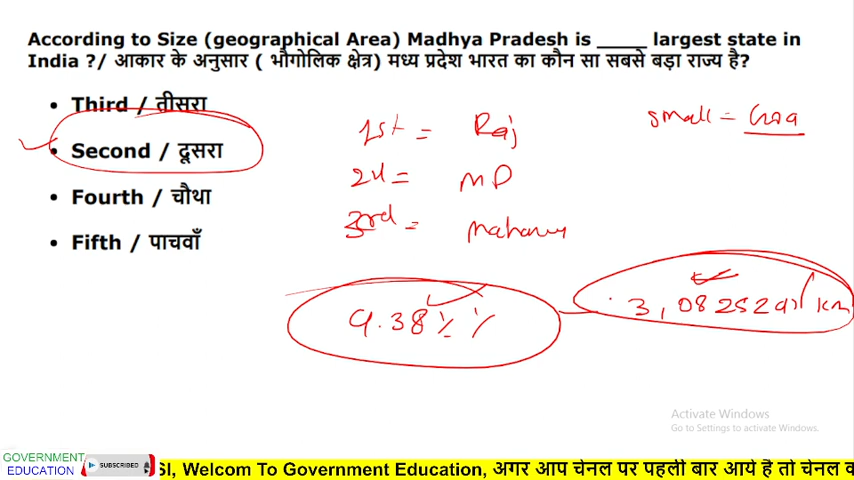 According to Size (geographical Area) Madhya Pradesh is ____ largest state in
India ?/ आकार के अनुसार ( भौगोलिक क्षेत्र) मध्य प्रदेश भारत का कौन सा सबसे बड़ा राज्य है?
• Third / तीसरा
• Second / दूसरा
• Fourth / चौथा
• Fifth / पाचवाँ
1st = Raj
2nd = MP
3rd =
small = Goa
9.38%
3,08252 km
Activate Windows
Go to Settings to activate Windows.
GOVERNMENT
EDUCATION
SUBSCRIBED
SI, Welcom To Government Education, अगर आप चेनल पर पहली बार आये है तो चेनल क